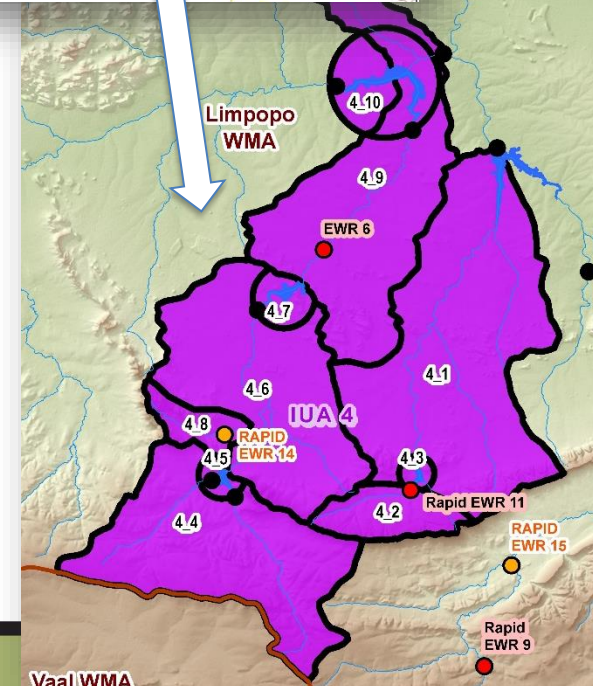 4_10
Limpopo
WMA
4_9
EWR 6
4_7
4_1
4_6
IUA 4
4_8
RAPID
EWR 14
4_5
4_3
Rapid EWR 11
4_2
4_4
RAPID
EWR 15
Rapid
EWR 9
Vaal WMA